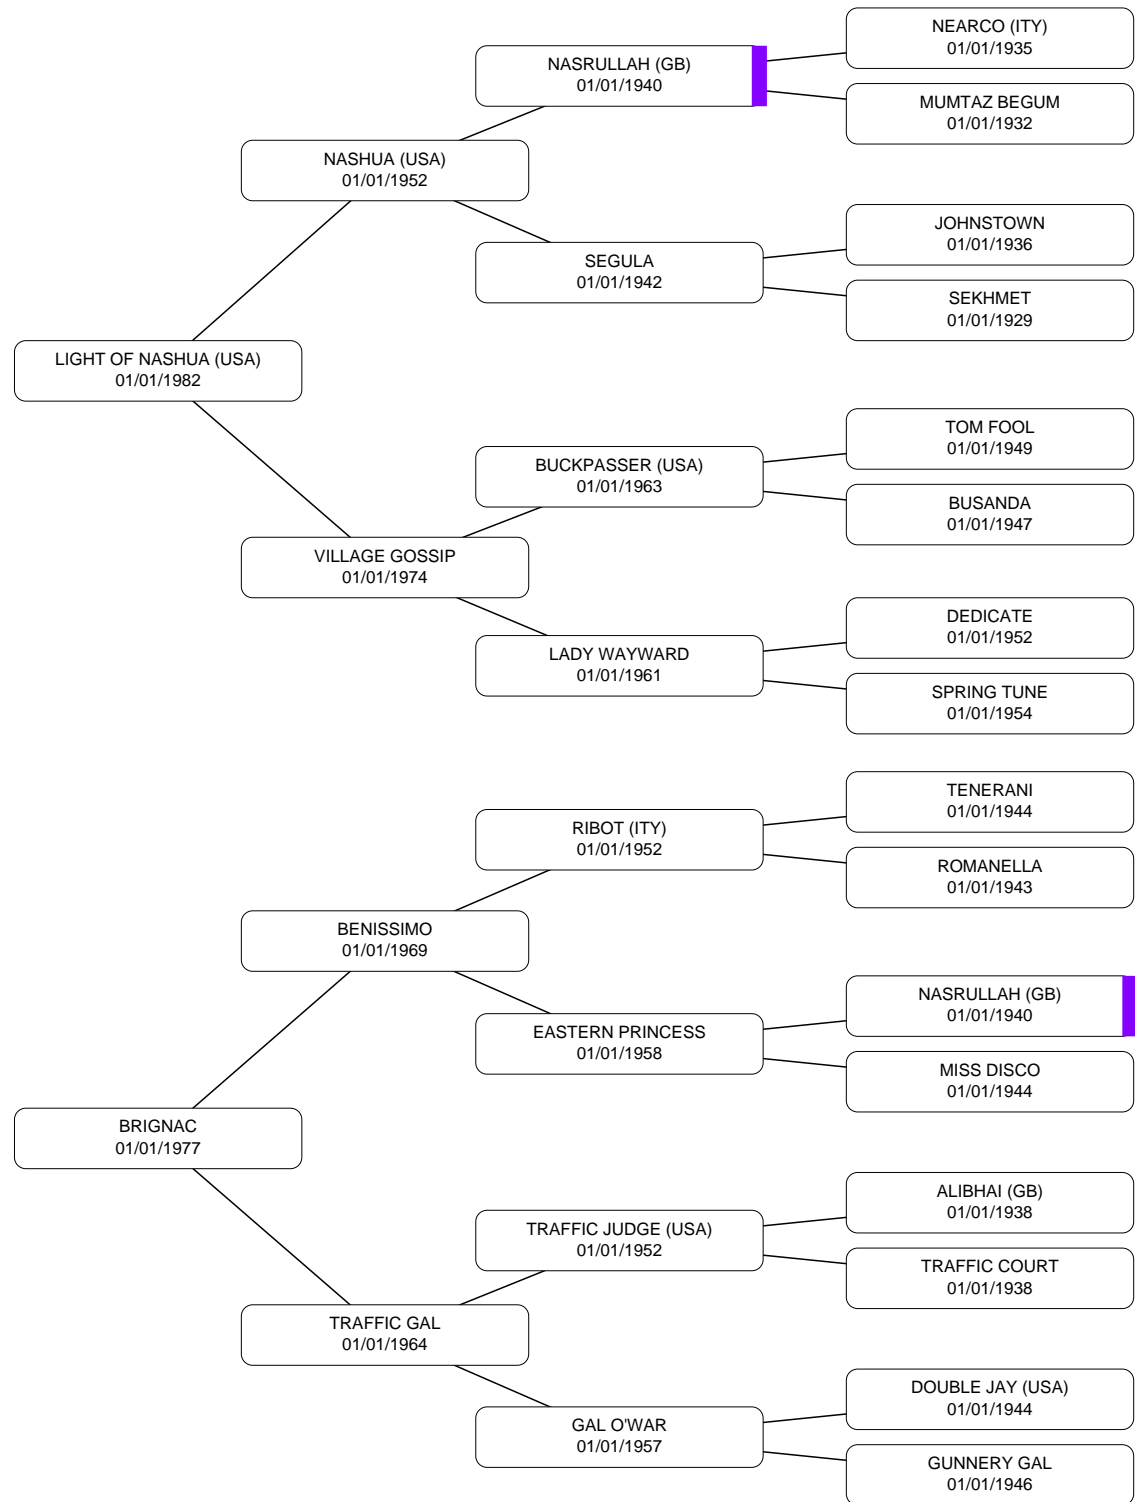 NEARCO (ITY)
01/01/1935
NASRULLAH (GB)
01/01/1940
MUMTAZ BEGUM
01/01/1932
NASHUA (USA)
01/01/1952
JOHNSTOWN
01/01/1936
SEGULA
01/01/1942
SEKHMET
01/01/1929
LIGHT OF NASHUA (USA)
01/01/1982
TOM FOOL
01/01/1949
BUCKPASSER (USA)
01/01/1963
BUSANDA
01/01/1947
VILLAGE GOSSIP
01/01/1974
DEDICATE
01/01/1952
LADY WAYWARD
01/01/1961
SPRING TUNE
01/01/1954
TENERANI
01/01/1944
RIBOT (ITY)
01/01/1952
ROMANELLA
01/01/1943
BENISSIMO
01/01/1969
NASRULLAH (GB)
01/01/1940
EASTERN PRINCESS
01/01/1958
MISS DISCO
01/01/1944
BRIGNAC
01/01/1977
ALIBHAI (GB)
01/01/1938
TRAFFIC JUDGE (USA)
01/01/1952
TRAFFIC COURT
01/01/1938
TRAFFIC GAL
01/01/1964
DOUBLE JAY (USA)
01/01/1944
GAL O'WAR
01/01/1957
GUNNERY GAL
01/01/1946